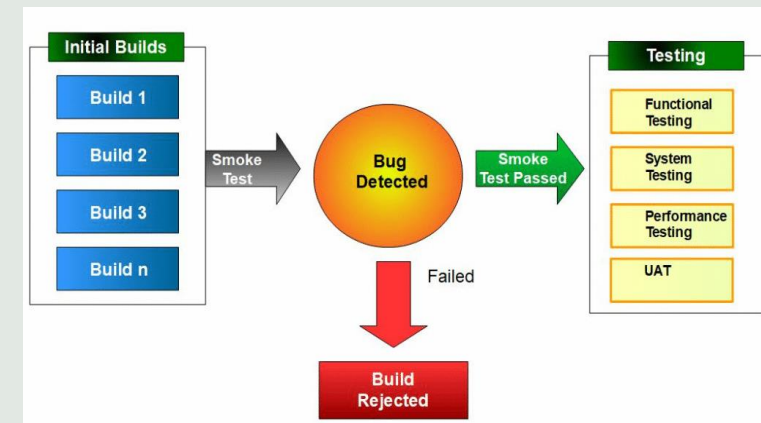 Initial Builds
Build 1
Build 2
Build 3
Build n
Smoke
Test
Bug
Detected
Smoke
Test Passed
Failed
Build
Rejected
Testing
Functional
Testing
System
Testing
Performance
Testing
UAT